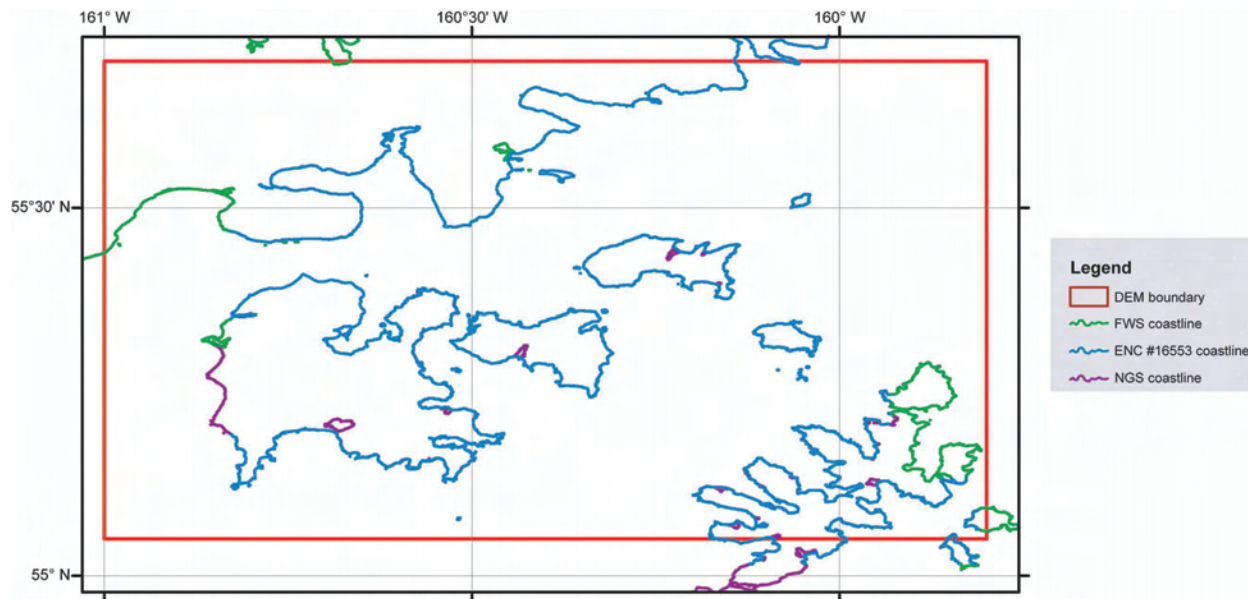 161° W
160°30' W
160° W
55°30' N
55° N
Legend
DEM boundary
FWS coastline
ENC #16553 coastline
NGS coastline